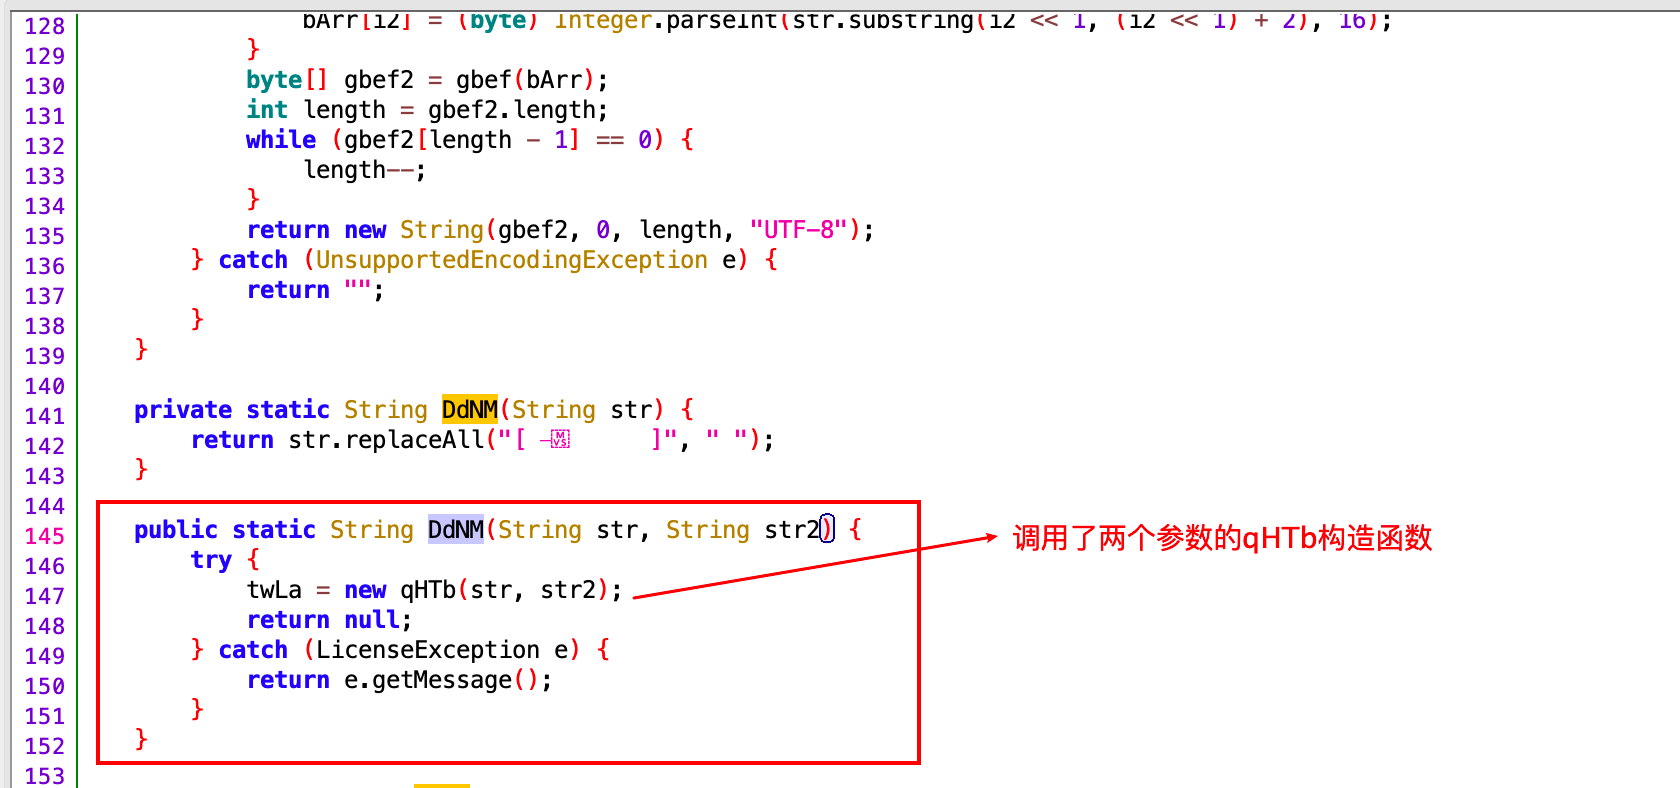 128 bArr[i2] = (byte) Integer.parseInt(str.substring(i2 << 1, (i2 << 1) + 2), 16);
129 }
130 byte[] gbef2 = gbef(bArr);
131 int length = gbef2.length;
132 while (gbef2[length - 1] == 0) {
133 length--;
134 }
135 return new String(gbef2, 0, length, "UTF-8");
136 } catch (UnsupportedEncodingException e) {
137 return "";
138 }
139 }
140
141 private static String DdNM(String str) {
142 return str.replaceAll("[ — ]", " ");
143 }
144
145 public static String DdNM(String str, String str2) {
146 try {
147 twLa = new qHTb(str, str2);
148 return null;
149 } catch (LicenseException e) {
150 return e.getMessage();
151 }
152 }
153
调用了两个参数的qHTb构造函数